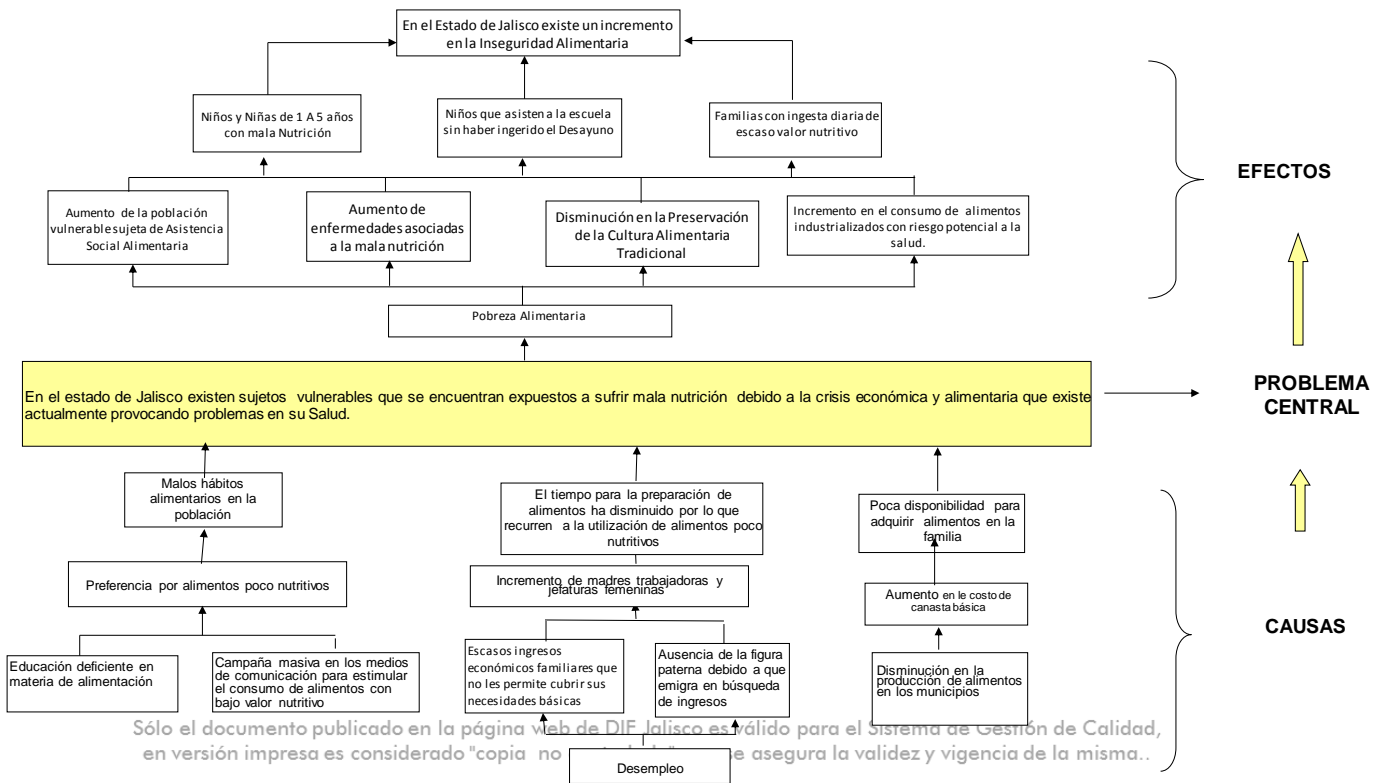 En el Estado de Jalisco existe un incremento
en la Inseguridad Alimentaria
Niños y Niñas de 1 A 5 años
con mala Nutrición
Niños que asisten a la escuela
sin haber ingerido el Desayuno
Familias con ingesta diaria de
escaso valor nutritivo
EFECTOS
Aumento de la población
vulnerable sujeta de Asistencia
Social Alimentaria
Aumento de
enfermedades asociadas
a la mala nutrición
Disminución en la Preservación
de la Cultura Alimentaria
Tradicional
Incremento en el consumo de alimentos
industrializados con riesgo potencial a la
salud.
Pobreza Alimentaria
En el estado de Jalisco existen sujetos vulnerables que se encuentran expuestos a sufrir mala nutrición debido a la crisis económica y alimentaria que existe
actualmente provocando problemas en su Salud.
PROBLEMA
CENTRAL
Malos hábitos
alimentarios en la
población
El tiempo para la preparación de
alimentos ha disminuido por lo que
recurren a la utilización de alimentos poco
nutritivos
Poca disponibilidad para
adquirir alimentos en la
familia
Preferencia por alimentos poco nutritivos
Incremento de madres trabajadoras y
jefaturas femeninas
Aumento en le costo de
canasta básica
CAUSAS
Educación deficiente en
materia de alimentación
Campaña masiva en los medios
de comunicación para estimular
el consumo de alimentos con
bajo valor nutritivo
Escasos ingresos
económicos familiares que
no les permite cubrir sus
necesidades básicas
Ausencia de la figura
paterna debido a que
emigra en búsqueda
de ingresos
Disminución en la
producción de alimentos
en los municipios
Sólo el documento publicado en la página web de DIF Jalisco es válido para el Sistema de Gestión de Calidad,
en versión impresa es considerado "copia no se asegura la validez y vigencia de la misma..
Desempleo